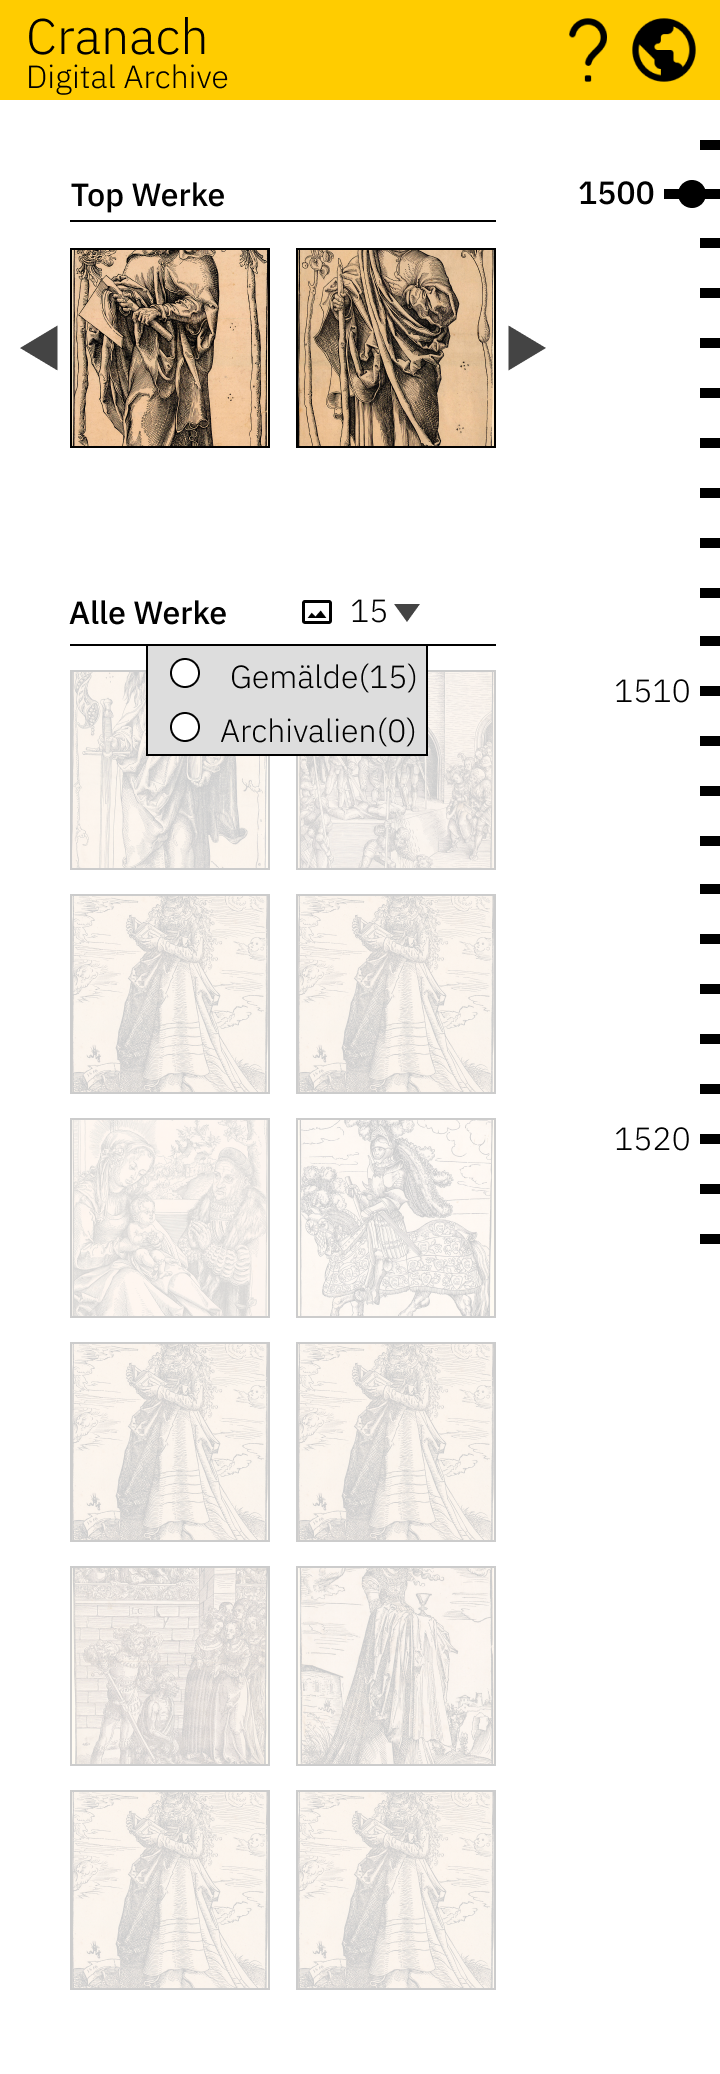 Cranach
Digital Archive
?
Top Werke
1500
Alle Werke 15
Gemälde(15)
Archivalien(0)
1510
1520